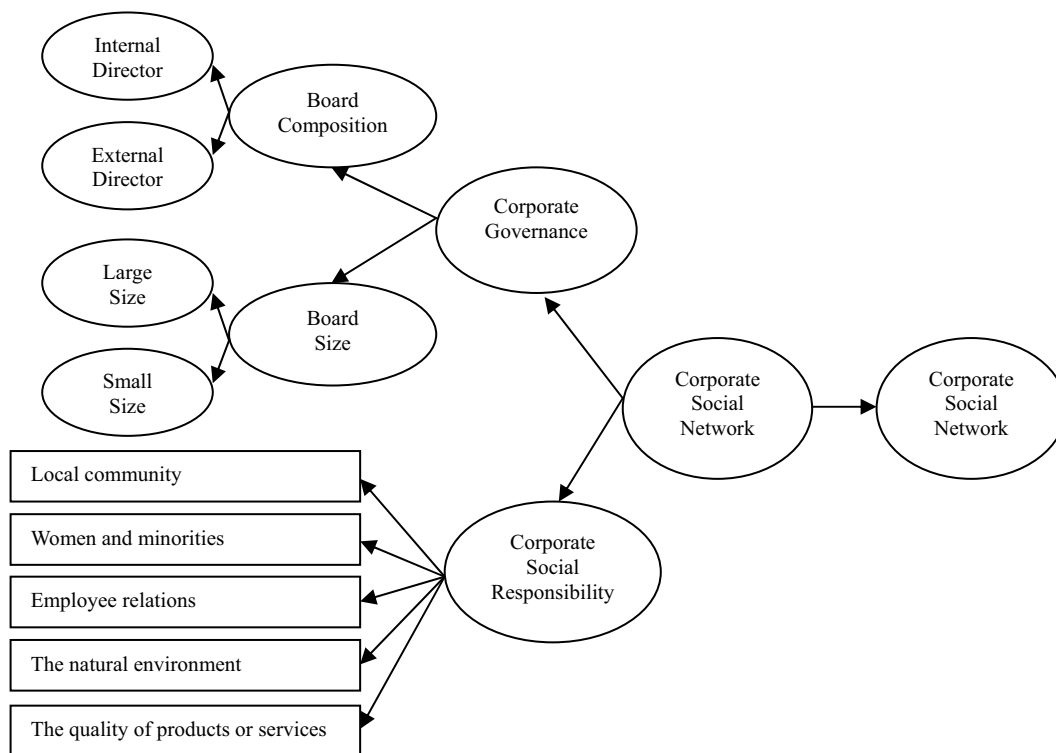 Internal
Director
Board
Composition
External
Director
Corporate
Governance
Large
Size
Board
Size
Small
Size
Corporate
Social
Network
Corporate
Social
Network
Local community
Women and minorities
Employee relations
The natural environment
The quality of products or services
Corporate
Social
Responsibility